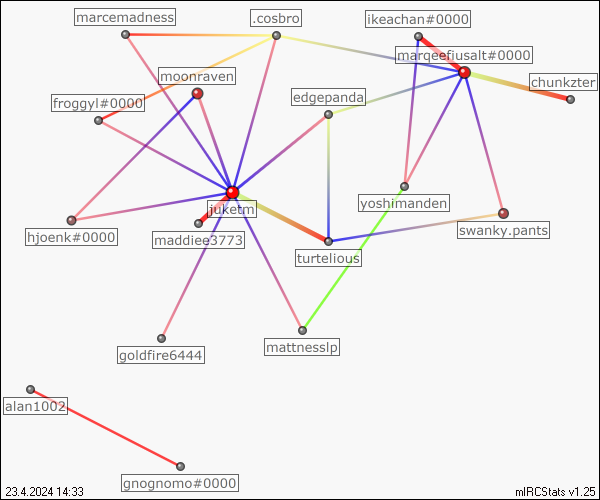 marcemadness
.cosbro
ikeachan#0000
marqeefiusalt#0000
moonraven
chunkzter
edgepanda
froggyl#0000
yoshimanden
juketm
swanky.pants
hjoenk#0000
maddiee3773
turtelious
mattnesslp
goldfire6444
alan1002
gnognomo#0000
23.4.2024 14:33
mIRCStats v1.25